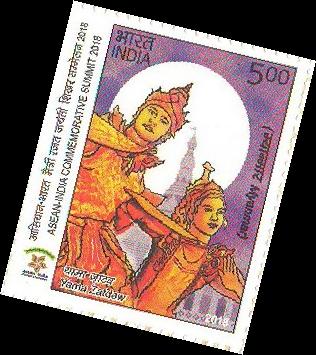 आसियान-भारत मैत्री रजत जयंती शिखर सम्मेलन 2018
ASEAN-INDIA COMMEMORATIVE SUMMIT 2018
भारत
INDIA
5.00
यामा ज़टदाव
Yama Zatdaw
2018